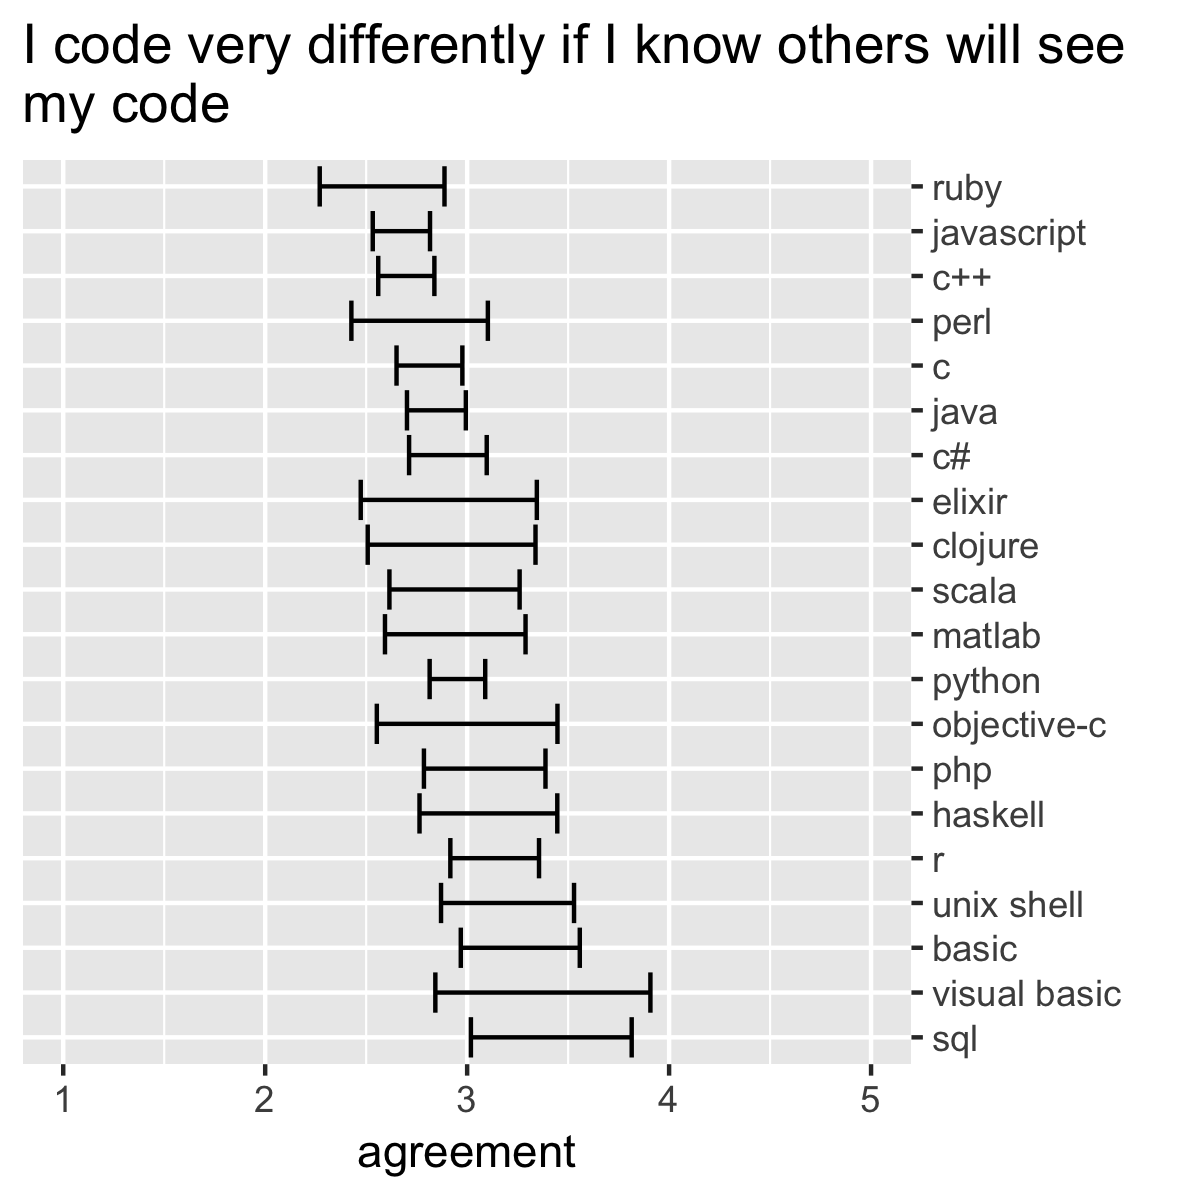 I code very differently if I know others will see
my code
ruby
javascript
c++
perl
c
java
c#
elixir
clojure
scala
matlab
python
objective-c
php
haskell
r
unix shell
basic
visual basic
sql
1 2 3 4 5
agreement